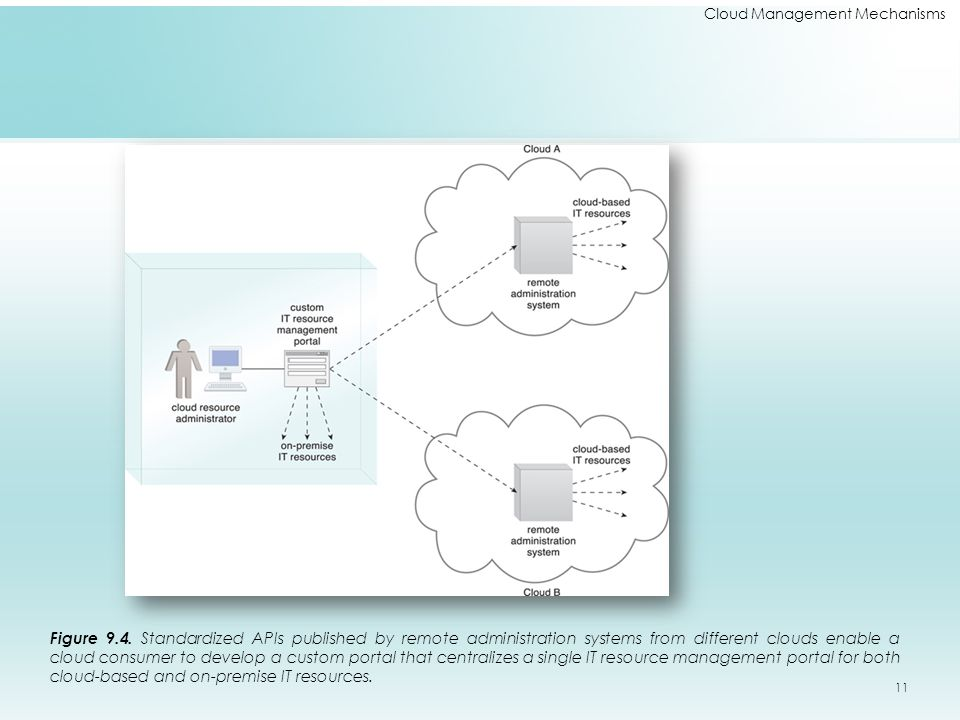 Cloud Management Mechanisms
Cloud A
cloud-based
IT resources
remote
administration
system
custom
IT resource
management
portal
cloud resource
administrator
on-premise
IT resources
cloud-based
IT resources
remote
administration
system
Cloud B
Figure 9.4. Standardized APIs published by remote administration systems from different clouds enable a
cloud consumer to develop a custom portal that centralizes a single IT resource management portal for both
cloud-based and on-premise IT resources.
11